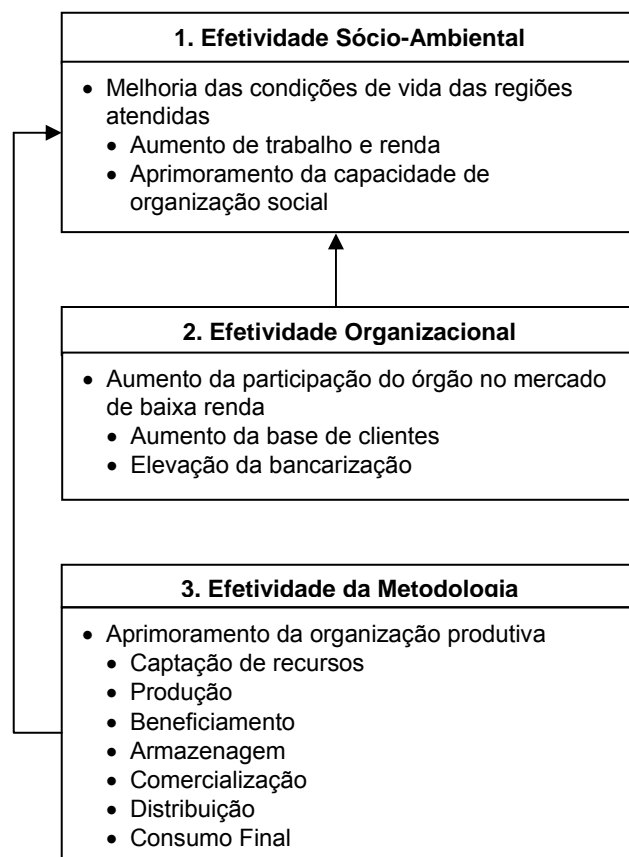 1. Efetividade Sócio-Ambiental
• Melhoria das condições de vida das regiões
atendidas
• Aumento de trabalho e renda
• Aprimoramento da capacidade de
organização social
2. Efetividade Organizacional
• Aumento da participação do órgão no mercado
de baixa renda
• Aumento da base de clientes
• Elevação da bancarização
3. Efetividade da Metodologia
• Aprimoramento da organização produtiva
• Captação de recursos
• Produção
• Beneficiamento
• Armazenagem
• Comercialização
• Distribuição
• Consumo Final